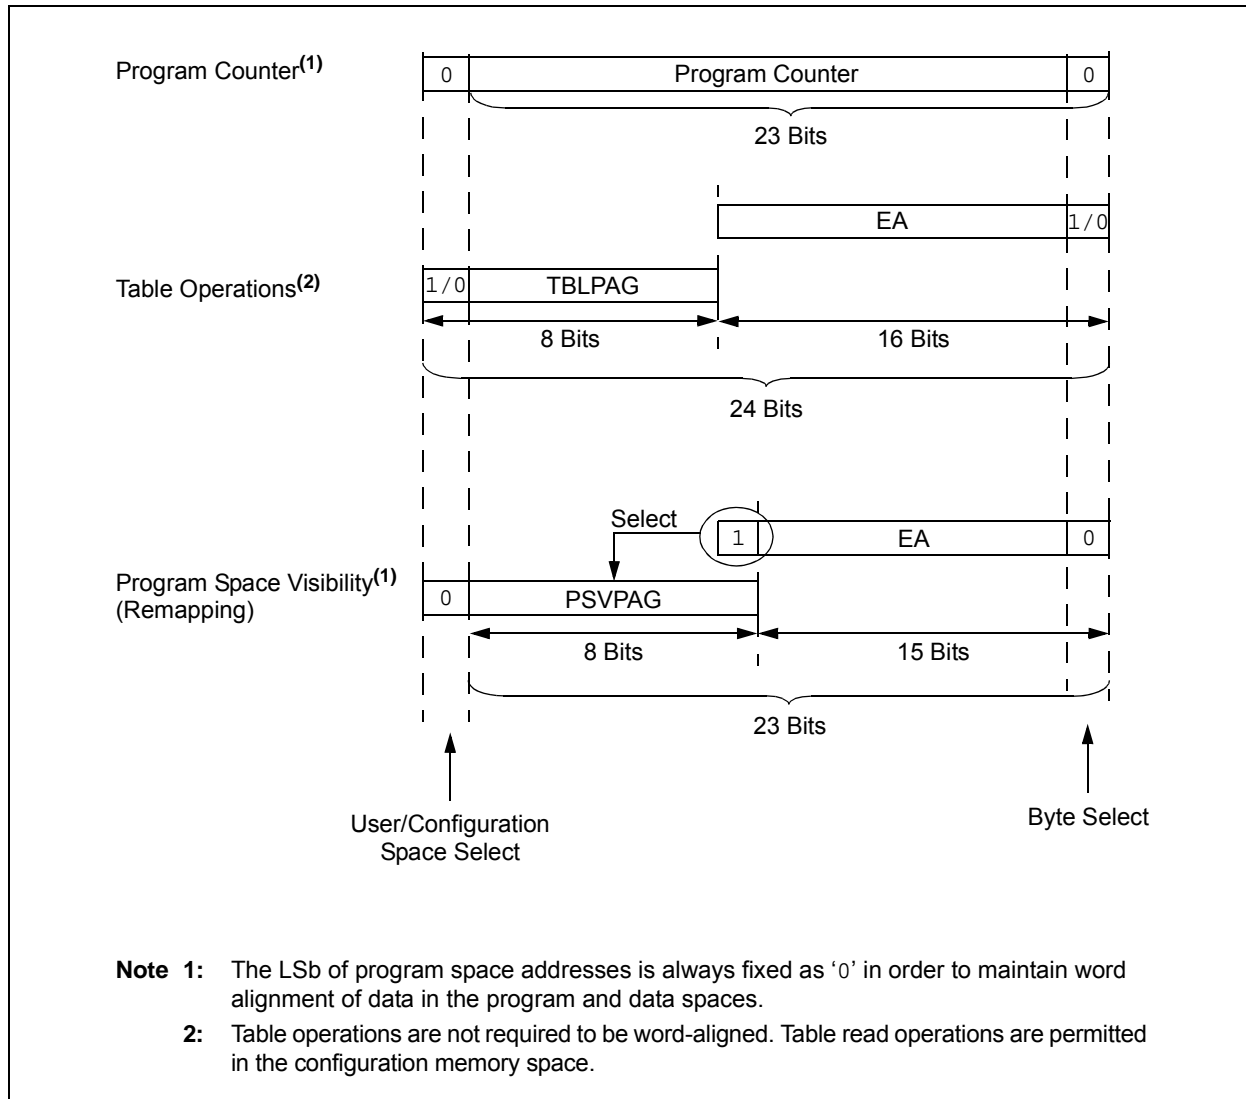 Program Counter(1)
0 Program Counter 0
23 Bits
EA 1/0
Table Operations(2)
1/0 TBLPAG
8 Bits 16 Bits
24 Bits
Select
1 EA 0
Program Space Visibility(1)
(Remapping)
0 PSVPAG
8 Bits 15 Bits
23 Bits
User/Configuration
Space Select
Byte Select
Note 1: The LSb of program space addresses is always fixed as ‘0’ in order to maintain word
alignment of data in the program and data spaces.
2: Table operations are not required to be word-aligned. Table read operations are permitted
in the configuration memory space.